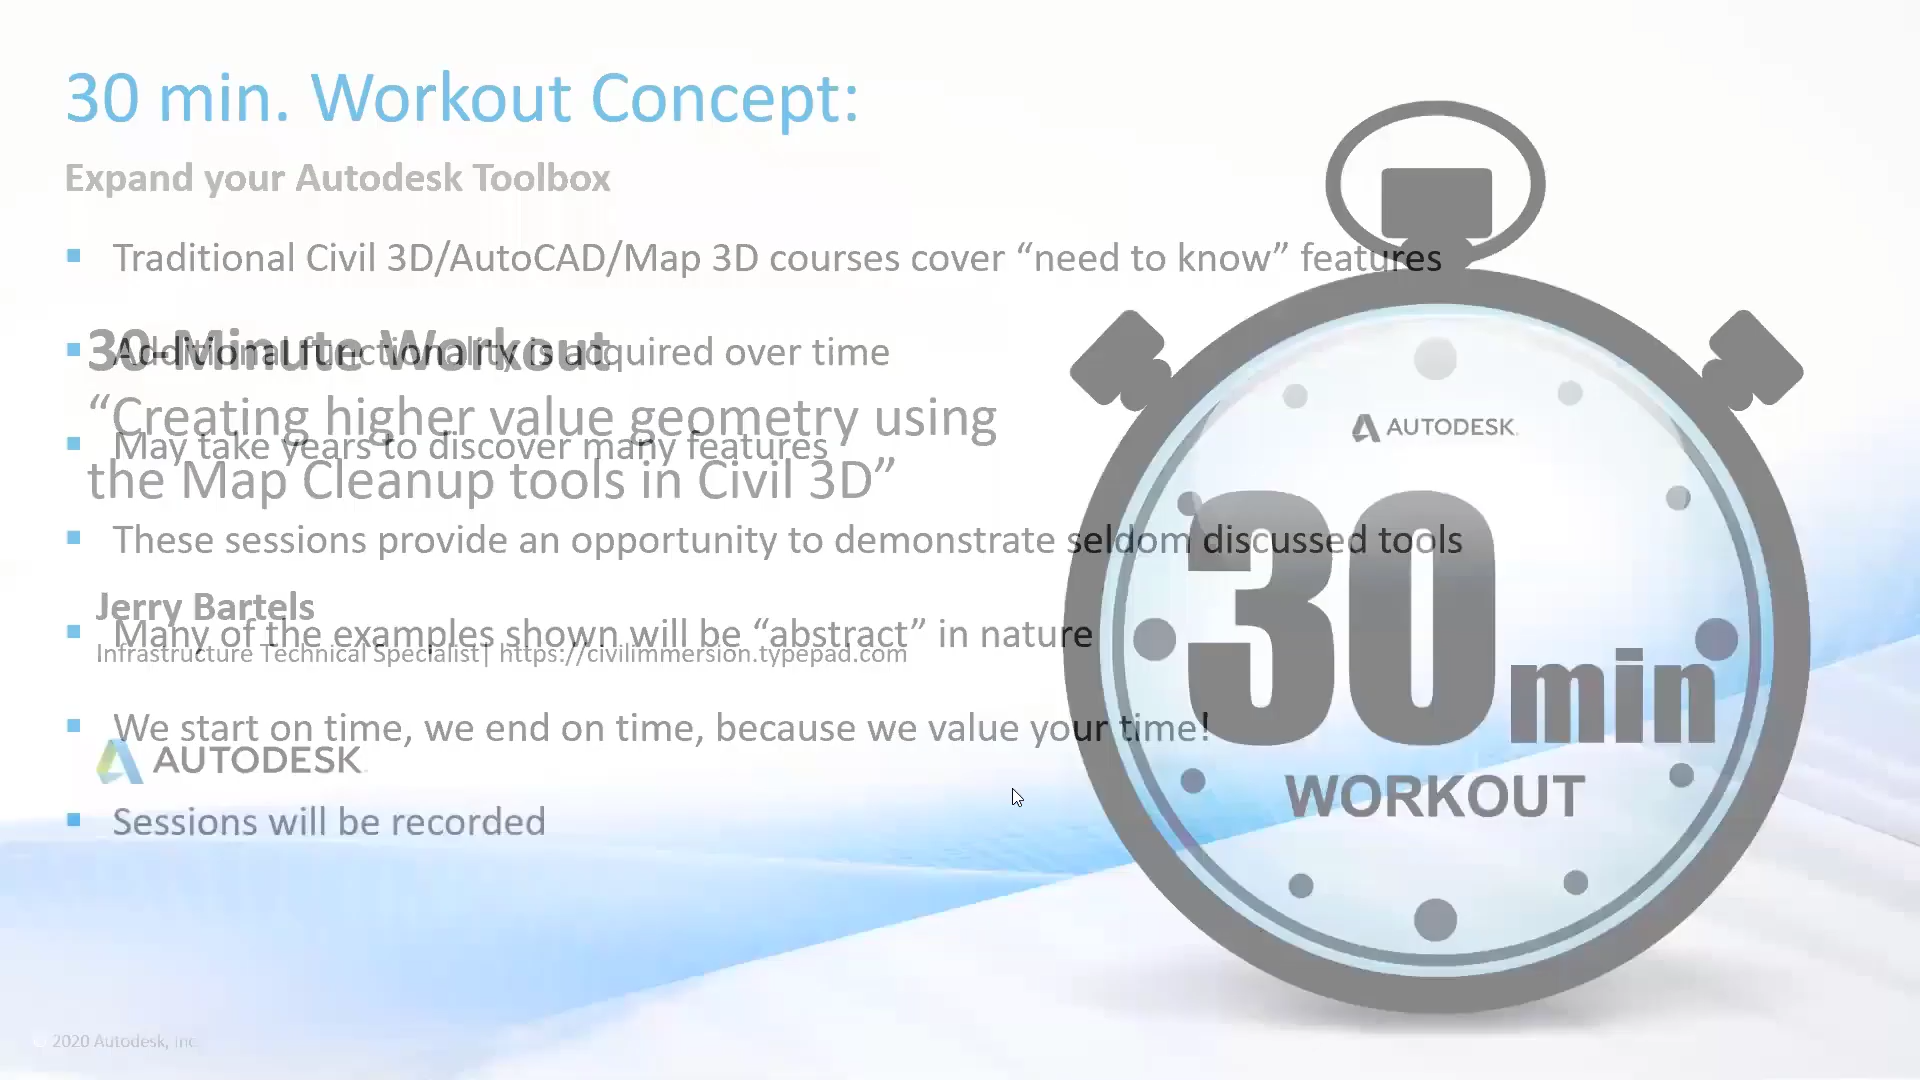 30 min. Workout Concept:
Expand your Autodesk Toolbox
Traditional Civil 3D/AutoCAD/Map 3D courses cover “need to know” features
Additional functionality is acquired over time
May take years to discover many features
These sessions provide an opportunity to demonstrate seldom discussed tools
Many of the examples shown will be “abstract” in nature
We start on time, we end on time, because we value your time!
Sessions will be recorded
30-Minute Workout
“Creating higher value geometry using
the Map Cleanup tools in Civil 3D”
Jerry Bartels
Infrastructure Technical Specialist| https://civilimmersion.typepad.com
AUTODESK
AUTODESK
30min
WORKOUT
© 2020 Autodesk, Inc.